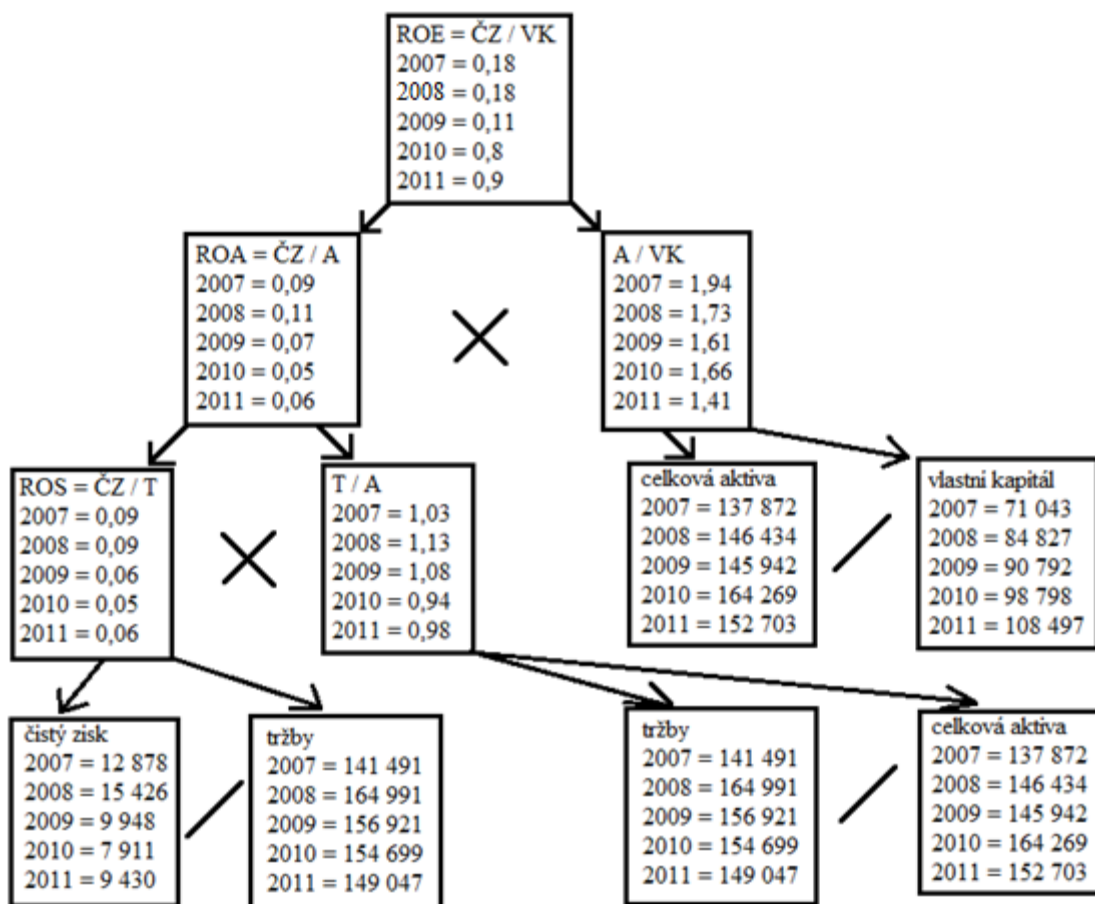 ROE = ČZ / VK
2007 = 0,18
2008 = 0,18
2009 = 0,11
2010 = 0,8
2011 = 0,9
ROA = ČZ / A
2007 = 0,09
2008 = 0,11
2009 = 0,07
2010 = 0,05
2011 = 0,06
A / VK
2007 = 1,94
2008 = 1,73
2009 = 1,61
2010 = 1,66
2011 = 1,41
ROS = ČZ / T
2007 = 0,09
2008 = 0,09
2009 = 0,06
2010 = 0,05
2011 = 0,06
T / A
2007 = 1,03
2008 = 1,13
2009 = 1,08
2010 = 0,94
2011 = 0,98
celková aktiva
2007 = 137 872
2008 = 146 434
2009 = 145 942
2010 = 164 269
2011 = 152 703
vlastní kapitál
2007 = 71 043
2008 = 84 827
2009 = 90 792
2010 = 98 798
2011 = 108 497
čistý zisk
2007 = 12 878
2008 = 15 426
2009 = 9 948
2010 = 7 911
2011 = 9 430
tržby
2007 = 141 491
2008 = 164 991
2009 = 156 921
2010 = 154 699
2011 = 149 047
tržby
2007 = 141 491
2008 = 164 991
2009 = 156 921
2010 = 154 699
2011 = 149 047
celková aktiva
2007 = 137 872
2008 = 146 434
2009 = 145 942
2010 = 164 269
2011 = 152 703